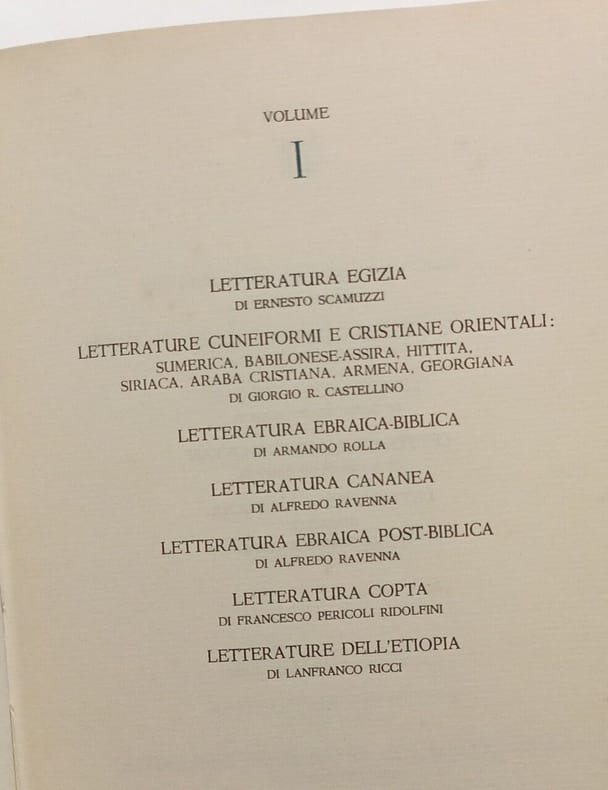 VOLUME
I
LETTERATURA EGIZIA
DI ERNESTO SCAMUZZI
LETTERATURE CUNEIFORMI E CRISTIANE ORIENTALI:
SUMERICA, BABILONESE-ASSIRA, HITTITA,
SIRIACA, ARABA CRISTIANA, ARMENA, GEORGIANA
DI GIORGIO R. CASTELLINO
LETTERATURA EBRAICA-BIBLICA
DI ARMANDO ROLLA
LETTERATURA CANANEA
DI ALFREDO RAVENNA
LETTERATURA EBRAICA POST-BIBLICA
DI ALFREDO RAVENNA
LETTERATURA COPTA
DI FRANCESCO PERICOLI RIDOLFINI
LETTERATURE DELL'ETIOPIA
DI LANFRANCO RICCI